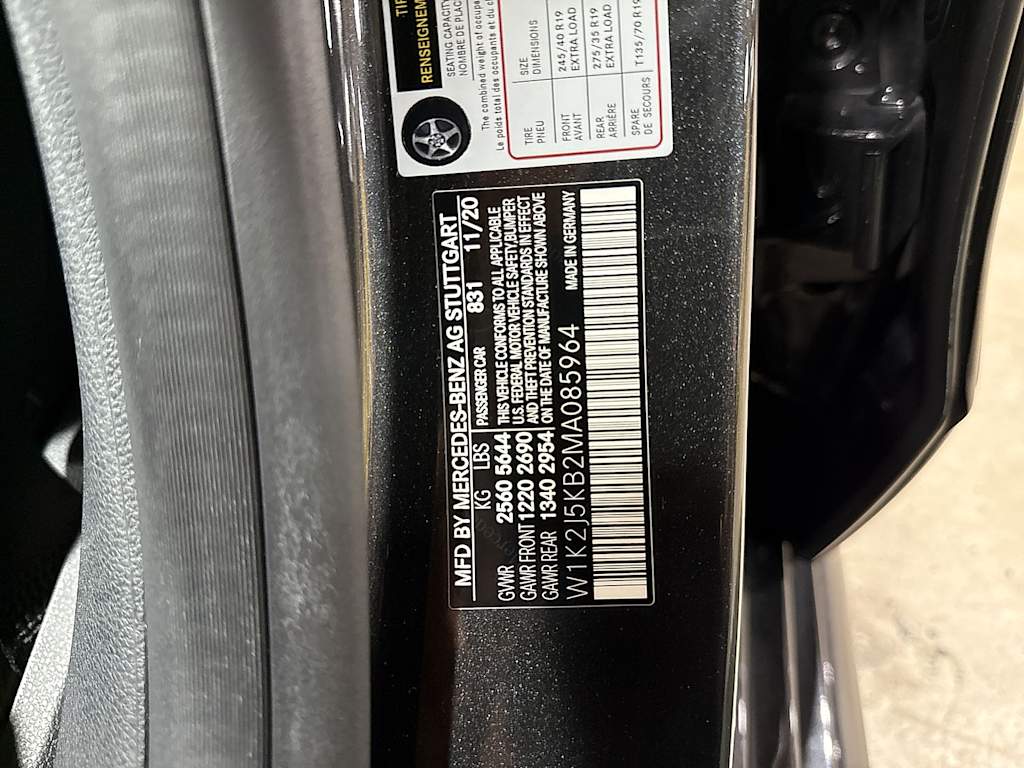 RENSEIGNEM
SEATING CAPACITY
NOMBRE DE PLAC
The combined weight of occupa
Le poids total des occupants et du c
TIRE SIZE
PNEU DIMENSIONS
FRONT 245/40 R19
AVANT EXTRA LOAD
REAR 275/35 R19
ARRIÈRE EXTRA LOAD
SPARE T135/70 R19
DE SECOURS
MFD BY MERCEDES-BENZ AG STUTTGART
KG LBS PASSENGER CAR 831 11/20
GVWR 2560 5644 THIS VEHICLE CONFORMS TO ALL APPLICABLE
GAWR FRONT 1220 2690 U.S. FEDERAL MOTOR VEHICLE SAFETY, BUMPER
AND THEFT PREVENTION STANDARDS IN EFFECT
GAWR REAR 1340 2954 ON THE DATE OF MANUFACTURE SHOWN ABOVE
W1K2J5KB2MA085964 MADE IN GERMANY